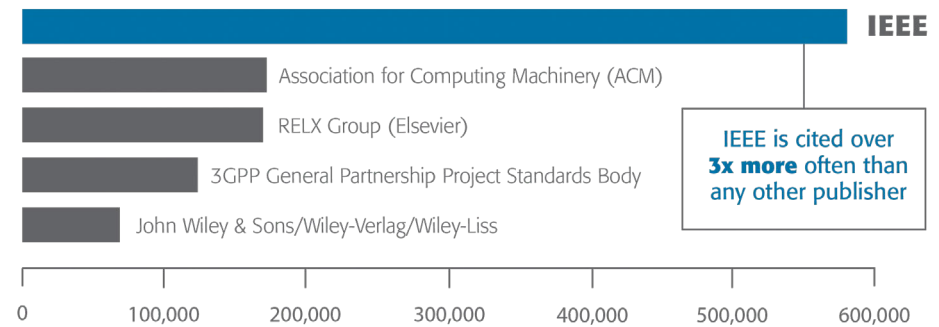 IEEE
Association for Computing Machinery (ACM)
RELX Group (Elsevier)
3GPP General Partnership Project Standards Body
John Wiley & Sons/Wiley-Verlag/Wiley-Liss
IEEE is cited over
3x more often than
any other publisher
0
100,000
200,000
300,000
400,000
500,000
600,000